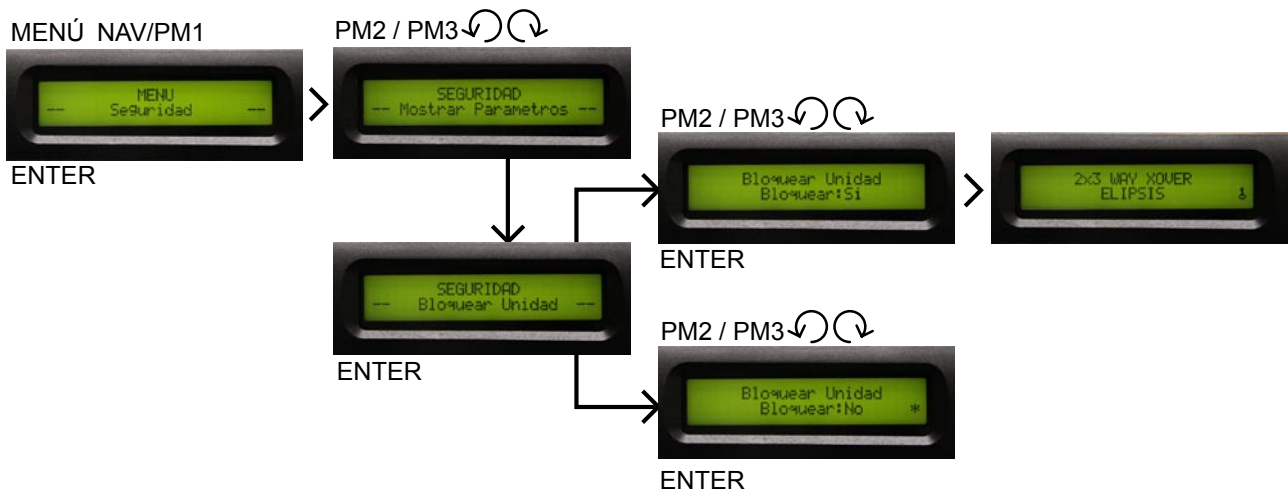 MENÚ NAV/PM1
MENU
-- Seguridad --
ENTER
PM2 / PM3
SEGURIDAD
-- Mostrar Parametros --
SEGURIDAD
-- Bloquear Unidad --
ENTER
PM2 / PM3
Bloquear Unidad
Bloquear:Si
ENTER
2x3 WAY XOVER
ELIPSIS
PM2 / PM3
Bloquear Unidad
Bloquear:No *
ENTER